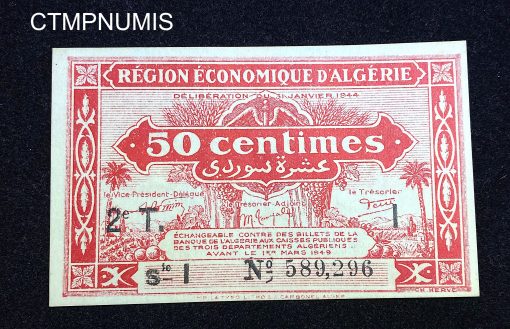 CTMPNUMIS
RÉGION ÉCONOMIQUE D'ALGÉRIE
DÉLIBÉRATION DU 31 JANVIER 1944
50 centimes
عشرة سوردي
le Vice-Président-Délégué
le Trésorier-Adjoint
le Trésorier
2e T.
1
ÉCHANGEABLE CONTRE DES BILLETS DE LA
BANQUE DE L'ALGÉRIE AUX CAISSES PUBLIQUES
DES TROIS DÉPARTEMENTS ALGÉRIENS
AVANT LE 1er MARS 1949
Sie 1
No 589,296